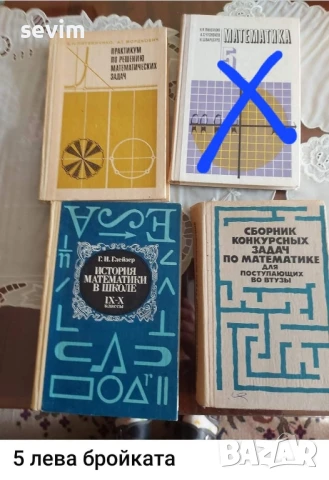 sevim
ПРАКТИКУМ
ПО РЕШЕНИЮ
МАТЕМАТИЧЕСКИХ
ЗАДАЧ
МАТЕМАТИКА
5
Г. И. Глейзер
ИСТОРИЯ
МАТЕМАТИКИ
В ШКОЛЕ
IX-X
КЛАССЫ
СБОРНИК
КОНКУРСНЫХ
ЗАДАЧ
ПО МАТЕМАТИКЕ
ДЛЯ
ПОСТУПАЮЩИХ
ВО ВТУЗЫ
5 лева бройката
BAZAR